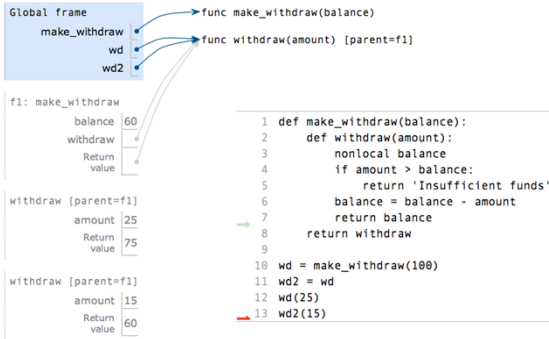 Global frame
make_withdraw
wd
wd2
func make_withdraw(balance)
func withdraw(amount) [parent=f1]
f1: make_withdraw
balance 60
withdraw
Return
value
withdraw [parent=f1]
amount 25
Return
value 75
withdraw [parent=f1]
amount 15
Return
value 60
1 def make_withdraw(balance):
2     def withdraw(amount):
3         nonlocal balance
4         if amount > balance:
5             return 'Insufficient funds'
6         balance = balance - amount
7         return balance
8     return withdraw
9
10 wd = make_withdraw(100)
11 wd2 = wd
12 wd(25)
13 wd2(15)